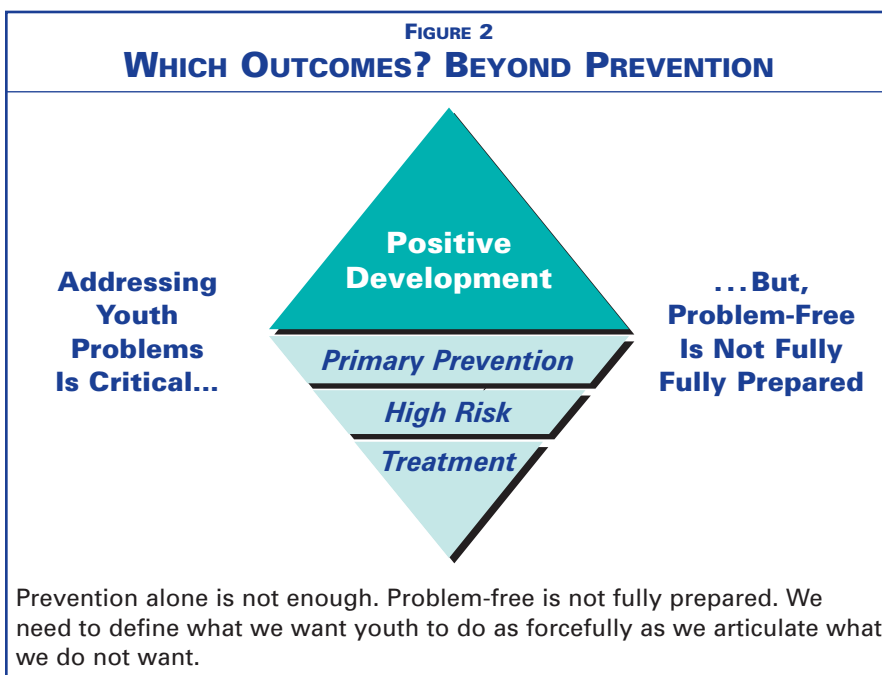 FIGURE 2
WHICH OUTCOMES? BEYOND PREVENTION
Positive
Development
Addressing
Youth
Problems
Is Critical...
...But,
Problem-Free
Is Not Fully
Fully Prepared
Primary Prevention
High Risk
Treatment
Prevention alone is not enough. Problem-free is not fully prepared. We
need to define what we want youth to do as forcefully as we articulate what
we do not want.